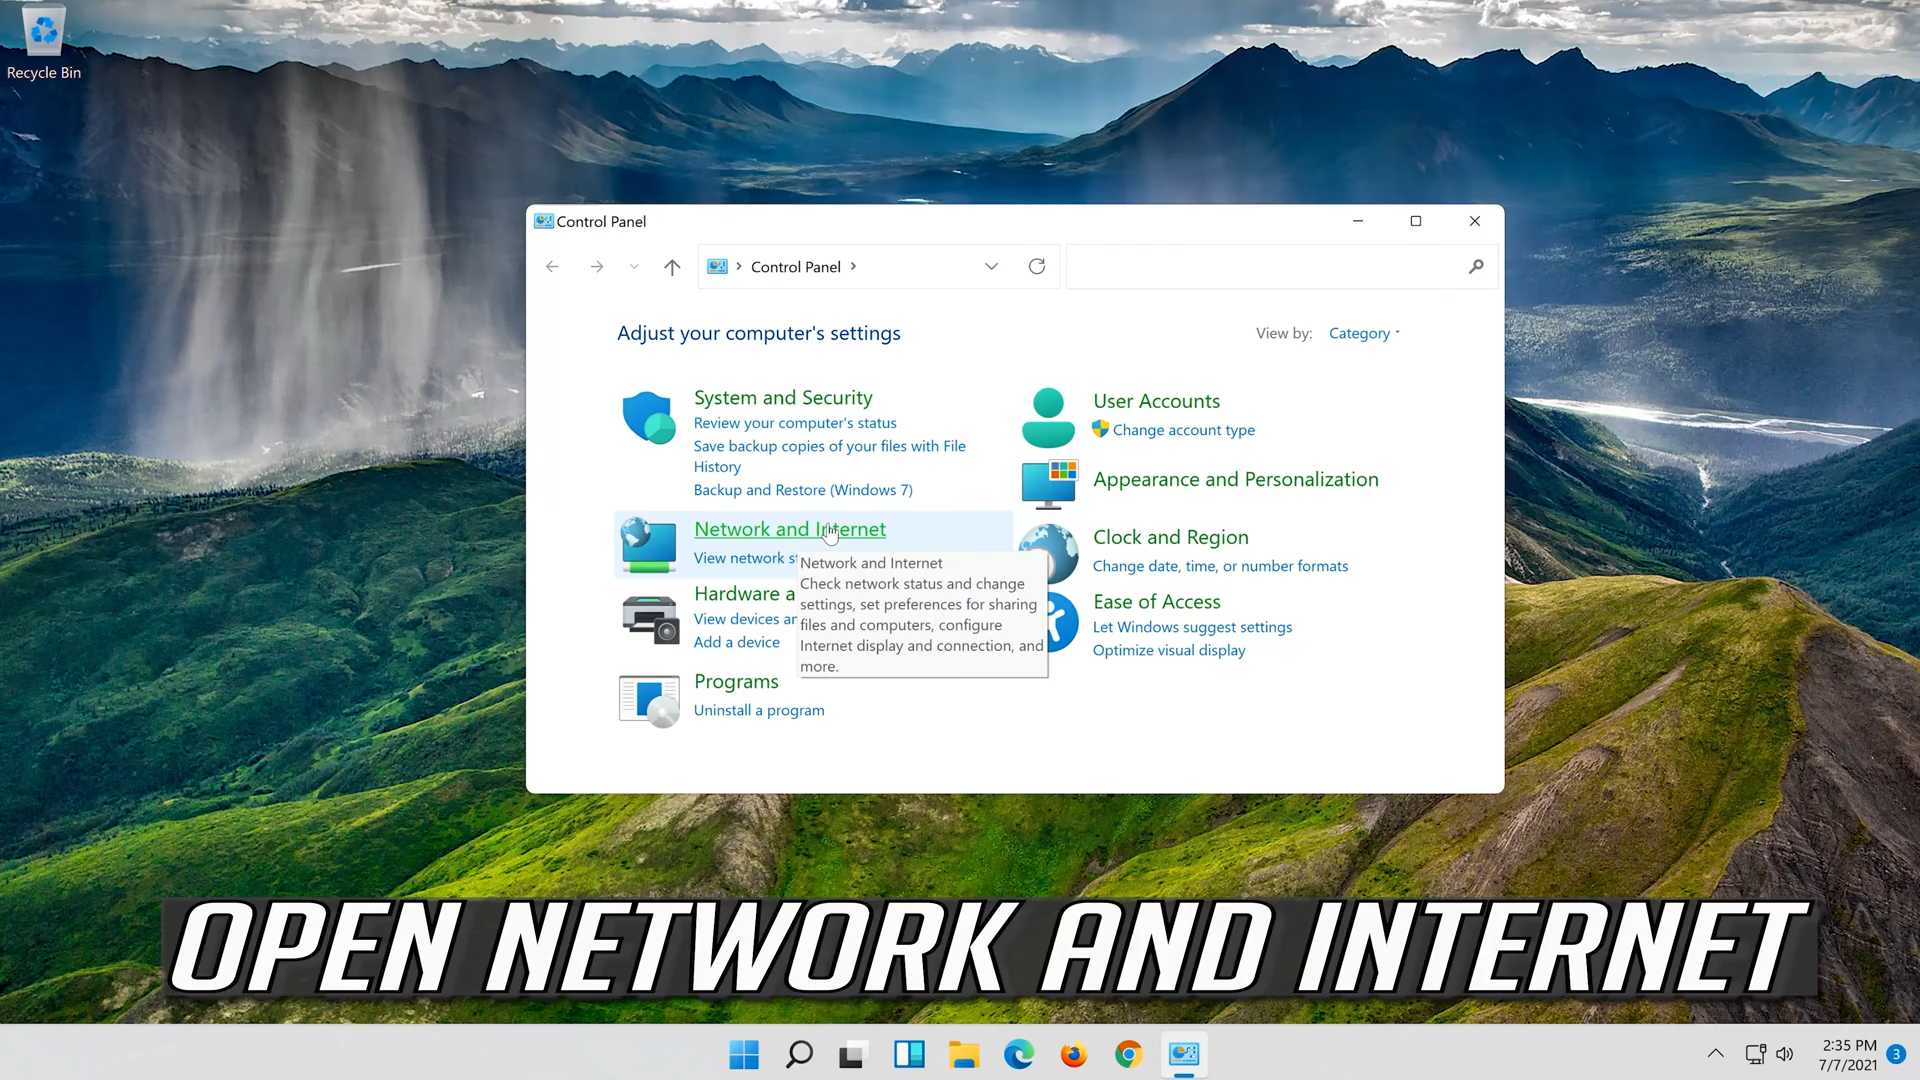 Recycle Bin
Control Panel
Control Panel
Adjust your computer's settings
View by: Category
System and Security
Review your computer's status
Save backup copies of your files with File
History
Backup and Restore (Windows 7)
Network and Internet
View network s
Hardware a
View devices an
Add a device
Programs
Uninstall a program
Network and Internet
Check network status and change
settings, set preferences for sharing
files and computers, configure
Internet display and connection, and
more.
User Accounts
Change account type
Appearance and Personalization
Clock and Region
Change date, time, or number formats
Ease of Access
Let Windows suggest settings
Optimize visual display
OPEN NETWORK AND INTERNET
2:35 PM
7/7/2021
3